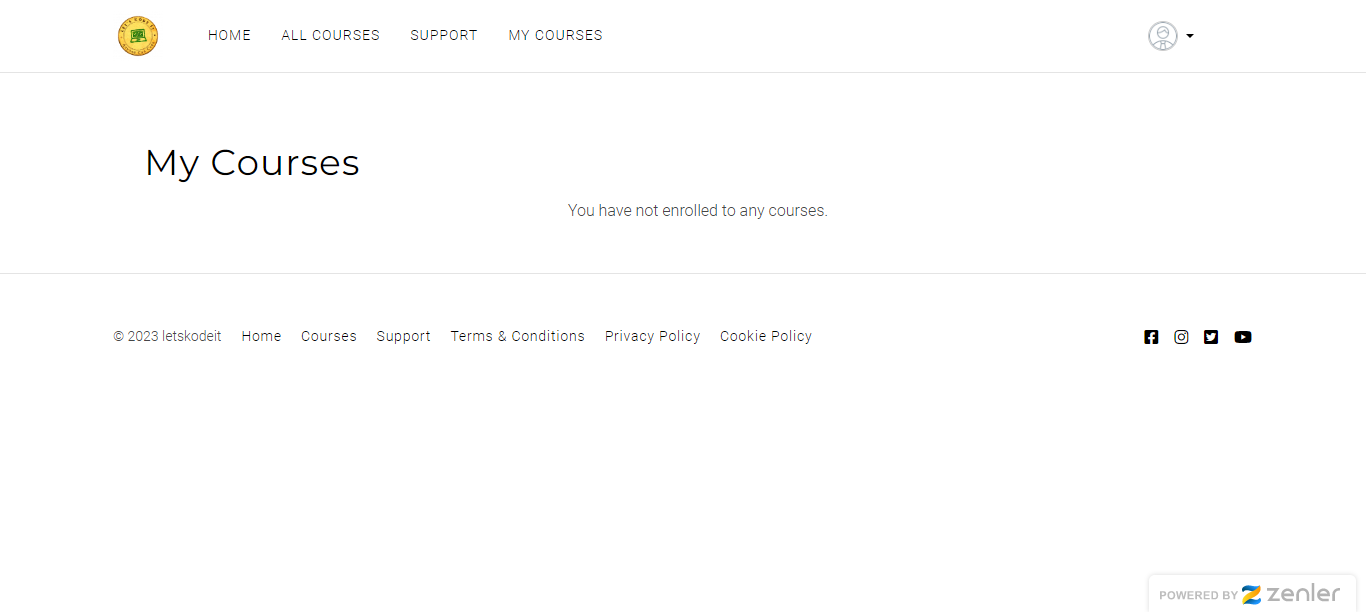 HOME ALL COURSES SUPPORT MY COURSES
My Courses
You have not enrolled to any courses.
© 2023 letskodeit Home Courses Support Terms & Conditions Privacy Policy Cookie Policy
POWERED BY zenler